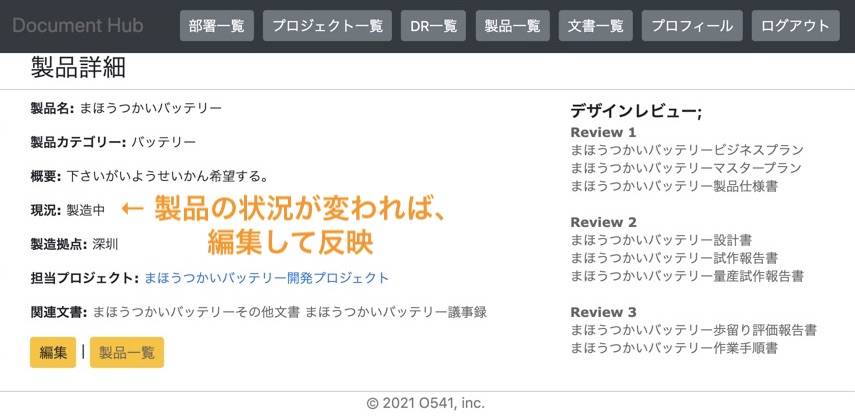 Document Hub 部署一覧 プロジェクト一覧 DR一覧 製品一覧 文書一覧 プロフィール ログアウト
製品詳細
製品名: まほうつかいバッテリー
製品カテゴリー: バッテリー
概要: 下さいがいようせいかん希望する。
現況: 製造中
← 製品の状況が変われば、
編集して反映
製造拠点: 深圳
担当プロジェクト: まほうつかいバッテリー開発プロジェクト
関連文書: まほうつかいバッテリーその他文書 まほうつかいバッテリー議事録
編集 | 製品一覧
デザインレビュー;
Review 1
まほうつかいバッテリービジネスプラン
まほうつかいバッテリーマスタープラン
まほうつかいバッテリー製品仕様書
Review 2
まほうつかいバッテリー設計書
まほうつかいバッテリー試作報告書
まほうつかいバッテリー量産試作報告書
Review 3
まほうつかいバッテリー歩留り評価報告書
まほうつかいバッテリー作業手順書
© 2021 O541, inc.